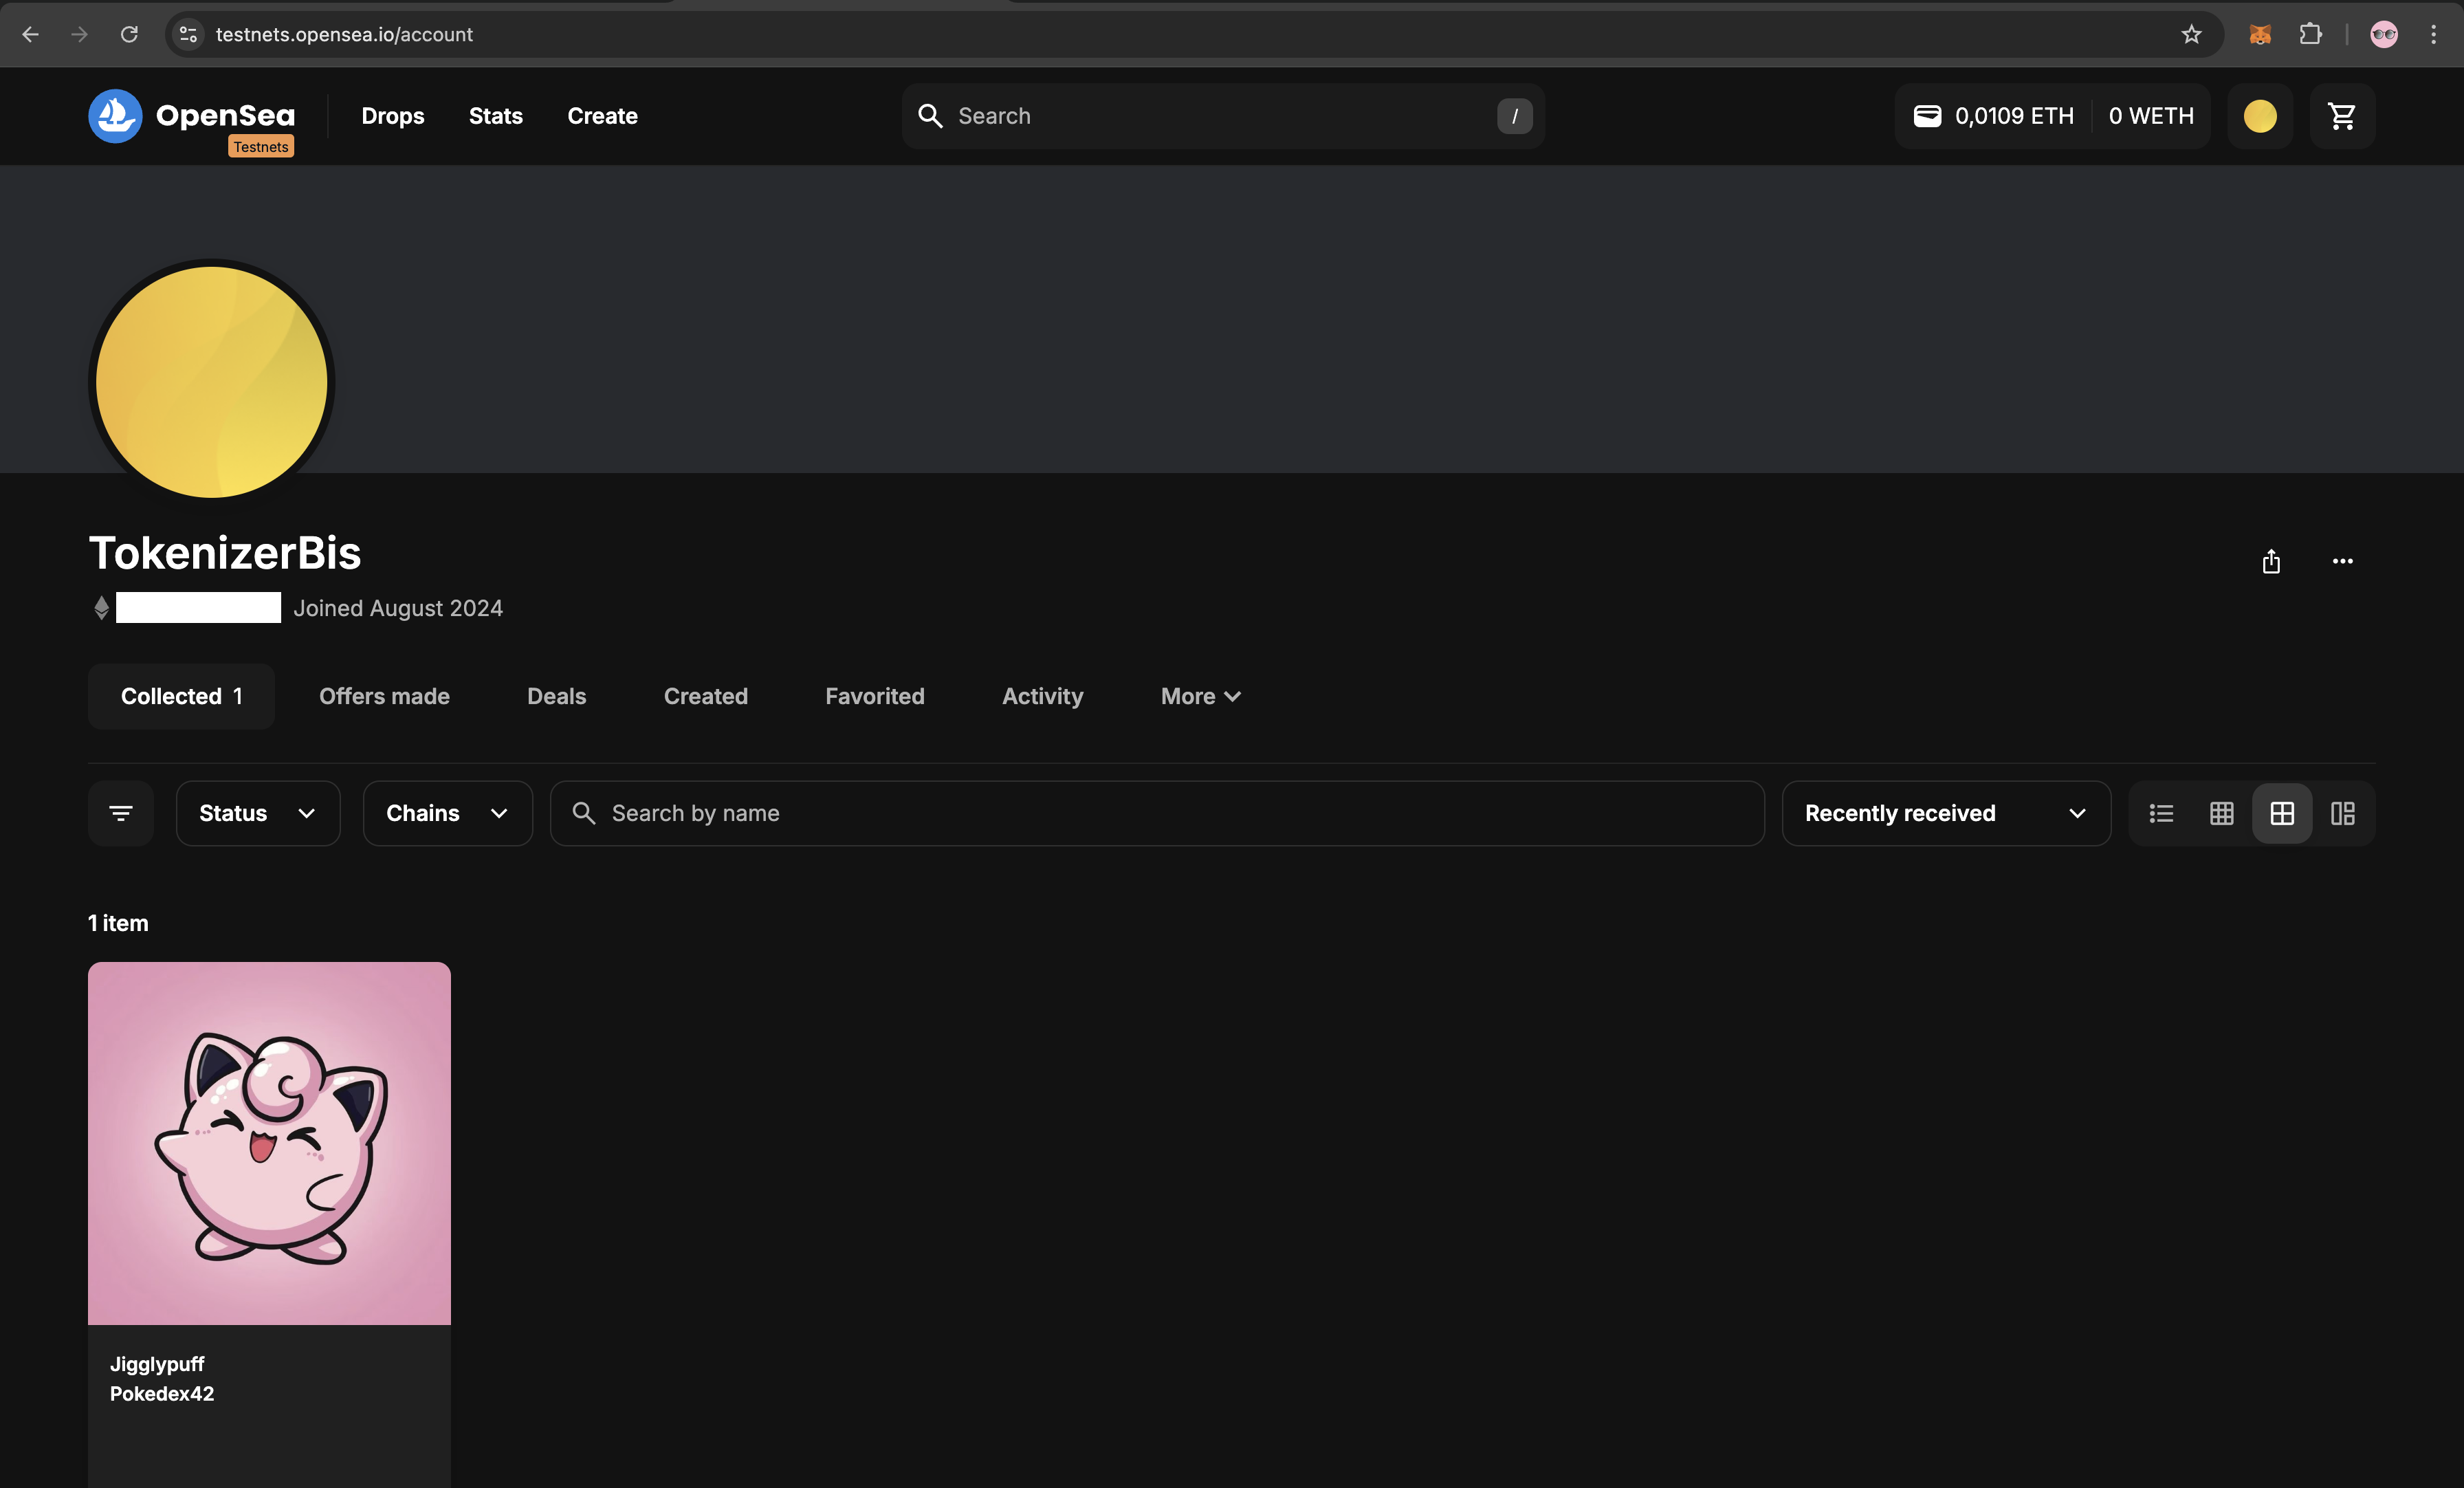 testnets.opensea.io/account
OpenSea
Testnets
Drops Stats Create
Search /
0,0109 ETH 0 WETH
TokenizerBis
Joined August 2024
Collected 1 Offers made Deals Created Favorited Activity More
Status Chains Search by name Recently received
1 item
Jigglypuff
Pokedex42